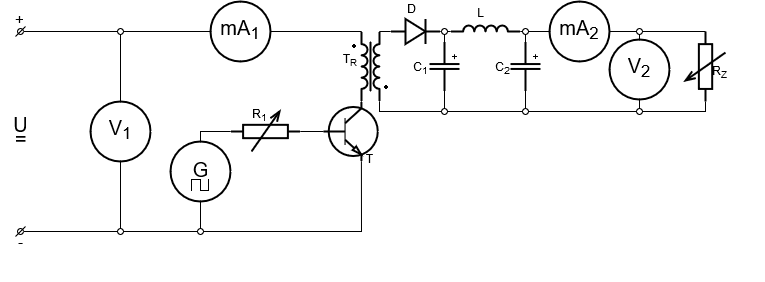 +
mA1
D
L
mA2
TR
+
C1
+
C2
V2
RZ
U
=
V1
R1
G
T
-